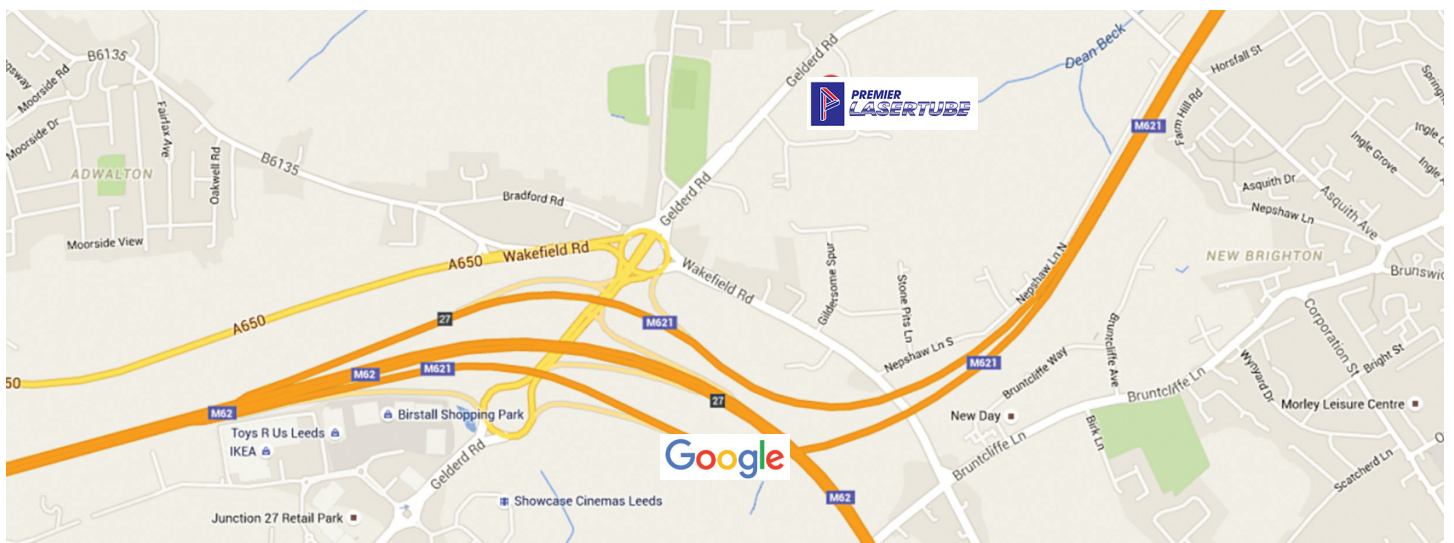 B6135
ngsway
Moorside Rd
Moorside Dr
Fairfax Ave
Oakwell Rd
ADWALTON
Moorside View
B6135
Bradford Rd
Gelderd Rd
PREMIER
LASERTUBE
Gelderd Rd
Dean Beck
M621
Farm Hill Rd
Horsfall St
Ingle Grove
Asquith Dr
Nepshaw Ln
Asquith Ave
NEW BRIGHTON
A650
Wakefield Rd
Wakefield Rd
A650
50
27
M621
Gildersome Spur
Stone Pits Ln
Nepshaw Ln N
Nepshaw Ln S
M621
Bruntcliffe Way
Bruntcliffe Ave
Bruntcliffe Ln
Corporation St
Bright St
Wynyard Dr
Brunswi
M62
M621
M62
27
Birstall Shopping Park
Toys R Us Leeds
IKEA
Gelderd Rd
Google
New Day
Bruntcliffe Ln
Birk Ln
Morley Leisure Centre
Scatcherd Ln
M62
Showcase Cinemas Leeds
Junction 27 Retail Park